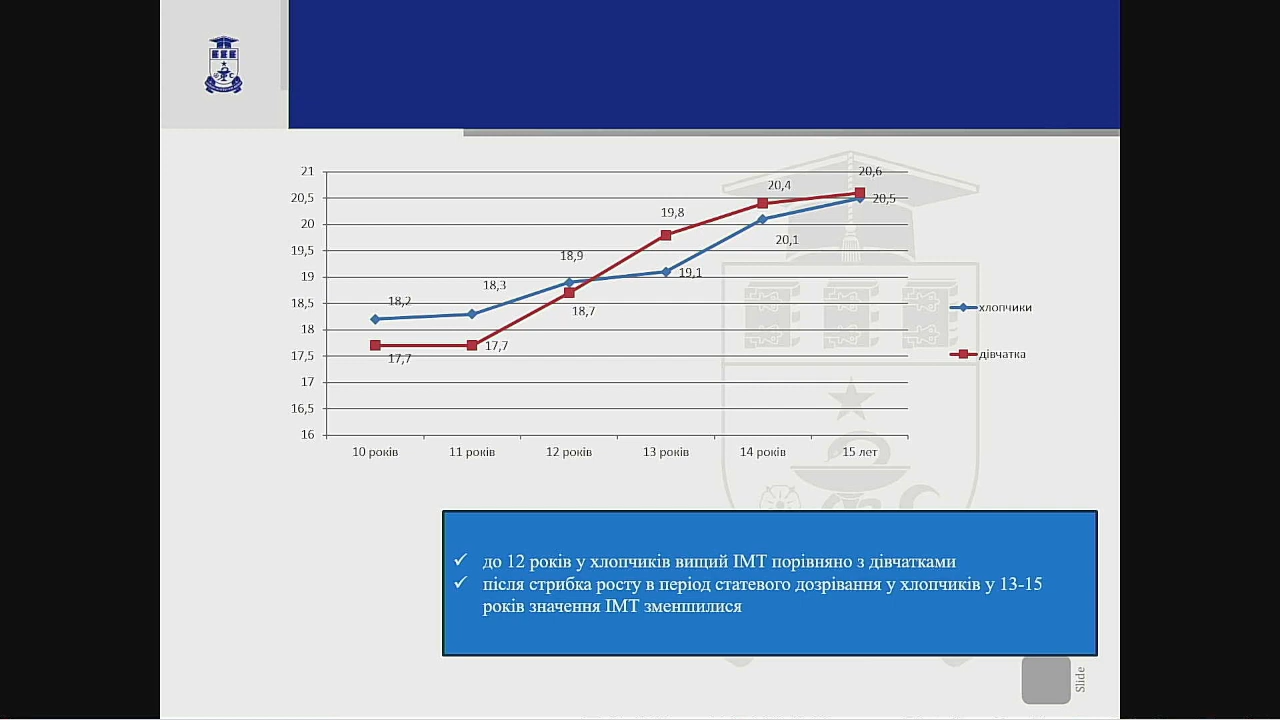 21
20,5
20
19,5
19
18,5
18
17,5
17
16,5
16
18,2
18,3
18,9
19,1
20,1
20,5
17,7
17,7
18,7
19,8
20,4
20,6
10 років
11 років
12 років
13 років
14 років
15 лет
хлопчики
дівчатка
✓ до 12 років у хлопчиків вищий ІМТ порівняно з дівчатками
✓ після стрибка росту в період статевого дозрівання у хлопчиків у 13-15
років значення ІМТ зменшилися
Slide